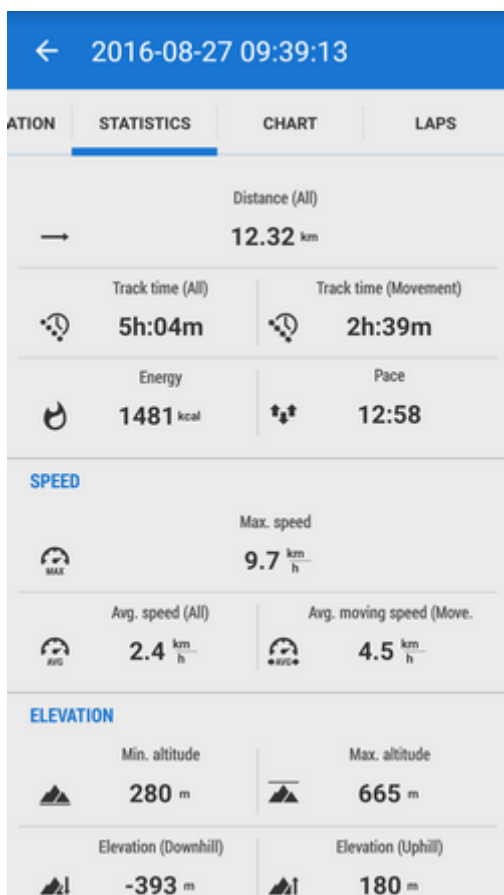 2016-08-27 09:39:13
ATION STATISTICS CHART LAPS
Distance (All)
12.32 km
Track time (All) Track time (Movement)
5h:04m 2h:39m
Energy Pace
1481 kcal 12:58
SPEED
Max. speed
MAX 9.7 km/h
Avg. speed (All) Avg. moving speed (Move.
AVG 2.4 km/h AVG 4.5 km/h
ELEVATION
Min. altitude Max. altitude
280 m 665 m
Elevation (Downhill) Elevation (Uphill)
-393 m 180 m